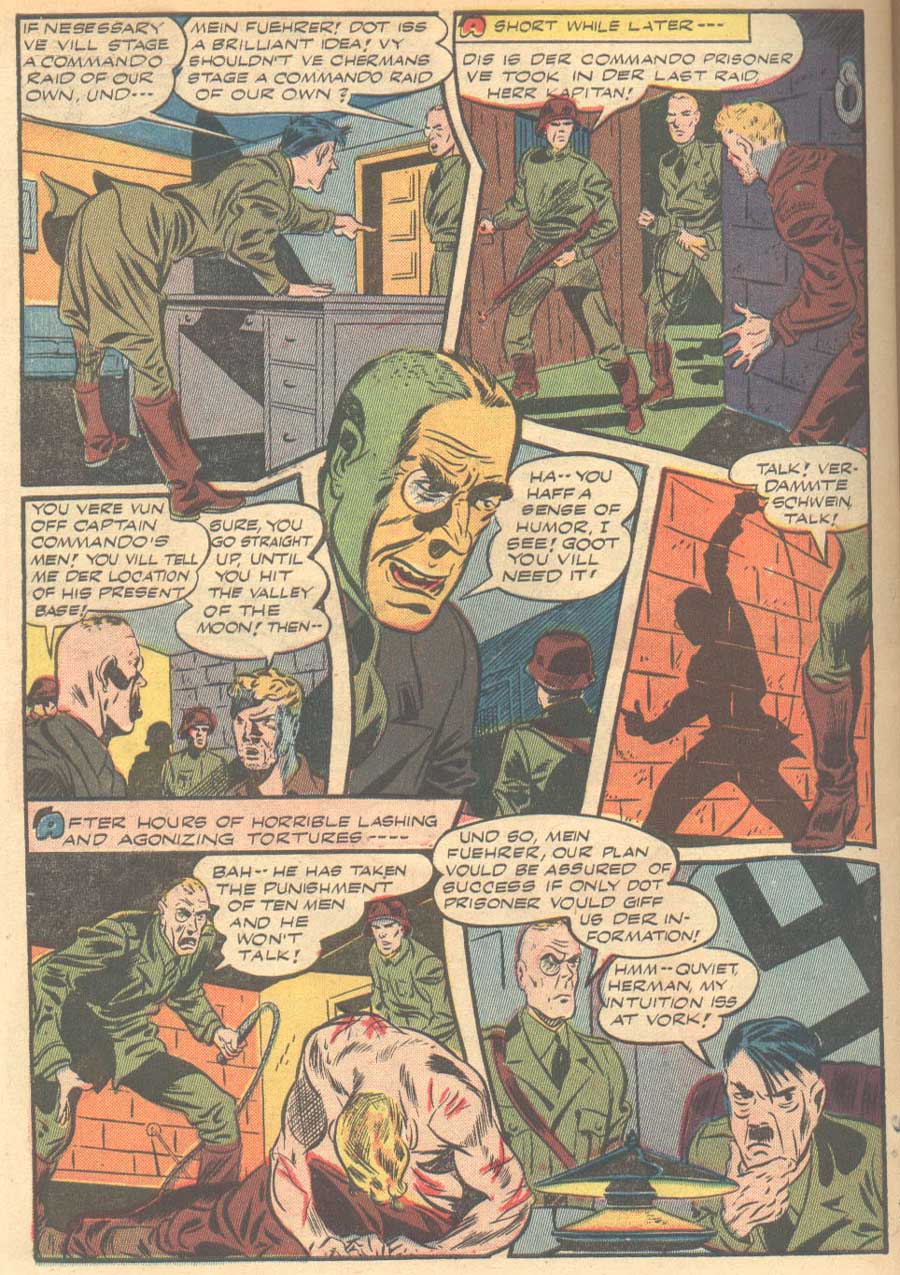 IF NESESSARY
VE VILL STAGE
A COMMANDO
RAID OF OUR
OWN, UND---
MEIN FUEHRER! DOT ISS
A BRILLIANT IDEA! VY
SHOULDN'T VE CHERMANS
STAGE A COMMANDO RAID
OF OUR OWN?
A SHORT WHILE LATER---
DIS IS DER COMMANDO PRISONER
VE TOOK IN DER LAST RAID,
HERR KAPITAN!
YOU VERE VUN
OFF CAPTAIN
COMMANDO'S
MEN! YOU VILL TELL
ME DER LOCATION
OF HIS PRESENT
BASE!
SURE, YOU
GO STRAIGHT
UP, UNTIL
YOU HIT
THE VALLEY
OF THE
MOON! THEN--
HA-- YOU
HAFF A
SENSE OF
HUMOR, I
SEE! GOOT
YOU VILL
NEED IT!
TALK! VER-
DAMMTE
SCHWEIN,
TALK!
AFTER HOURS OF HORRIBLE LASHING
AND AGONIZING TORTURES----
BAH-- HE HAS TAKEN
THE PUNISHMENT
OF TEN MEN
AND HE
WON'T
TALK!
UND SO, MEIN
FUEHRER, OUR PLAN
VOULD BE ASSURED OF
SUCCESS IF ONLY DOT
PRISONER VOULD GIFF
US DER IN-
FORMATION!
HMM-- QUVIET,
HERMAN, MY
INTUITION ISS
AT VORK!